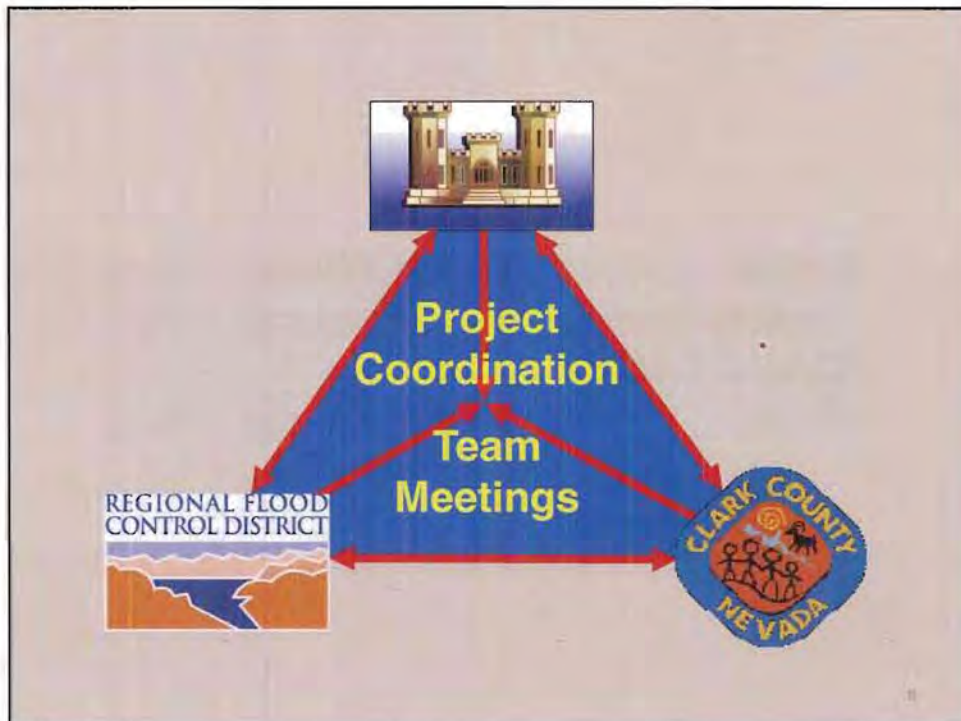 Project
Coordination
Team
Meetings
REGIONAL FLOOD
CONTROL DISTRICT
CLARK COUNTY
NEVADA